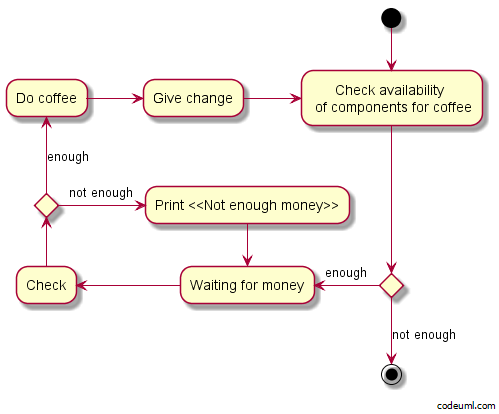 Check availability
of components for coffee
Do coffee
Give change
enough
not enough
Print <<Not enough money>>
Check
Waiting for money
enough
not enough
codeuml.com